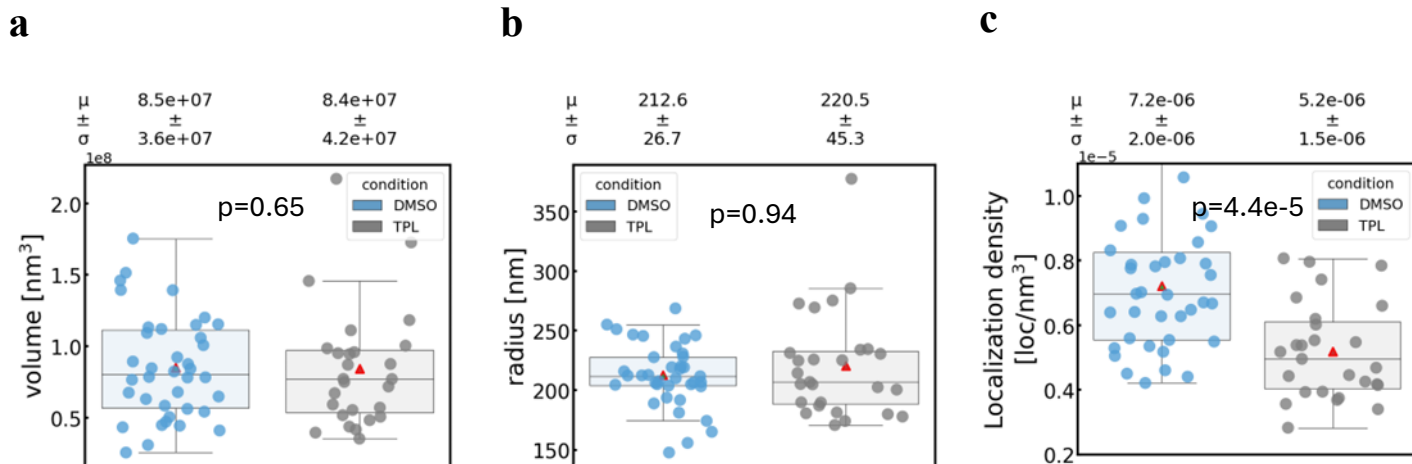 a
b
c
μ
±
σ
8.5e+07
±
3.6e+07
8.4e+07
±
4.2e+07
1e8
volume [nm³]
2.0
1.5
1.0
0.5
p=0.65
condition
DMSO
TPL
μ
±
σ
212.6
±
26.7
220.5
±
45.3
radius [nm]
350
300
250
200
150
condition
DMSO
TPL
p=0.94
μ
±
σ
7.2e-06
±
2.0e-06
5.2e-06
±
1.5e-06
1e-5
Localization density
[loc/nm³]
1.0
0.8
0.6
0.4
0.2
p=4.4e-5
condition
DMSO
TPL